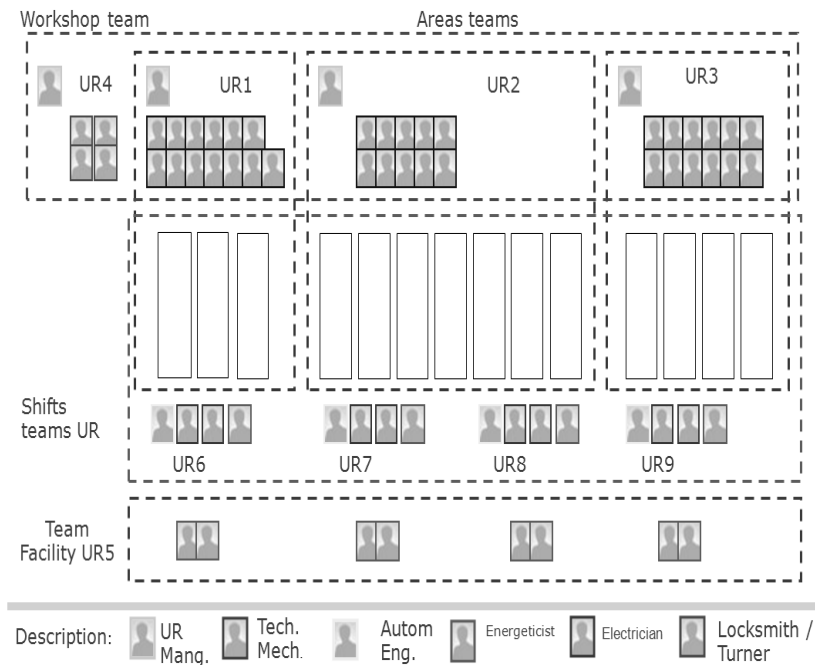 Workshop team
Areas teams
UR4
UR1
UR2
UR3
Shifts
teams UR
UR6
UR7
UR8
UR9
Team
Facility UR5
Description:
UR
Mang.
Tech.
Mech.
Autom
Eng.
Energeticist
Electrician
Locksmith /
Turner